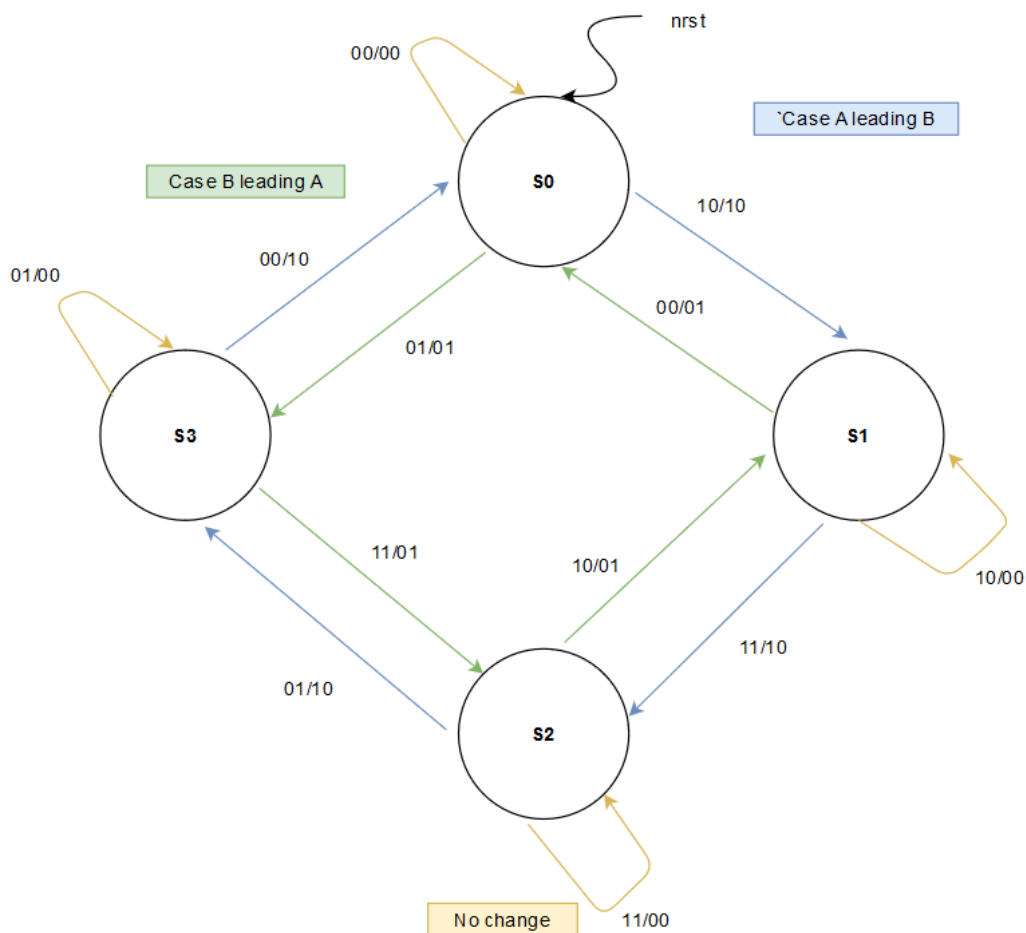 nrst
00/00
`Case A leading B
Case B leading A
S0
10/10
00/10
01/00
00/01
01/01
S3
S1
11/01
10/01
10/00
11/10
01/10
S2
No change
11/00